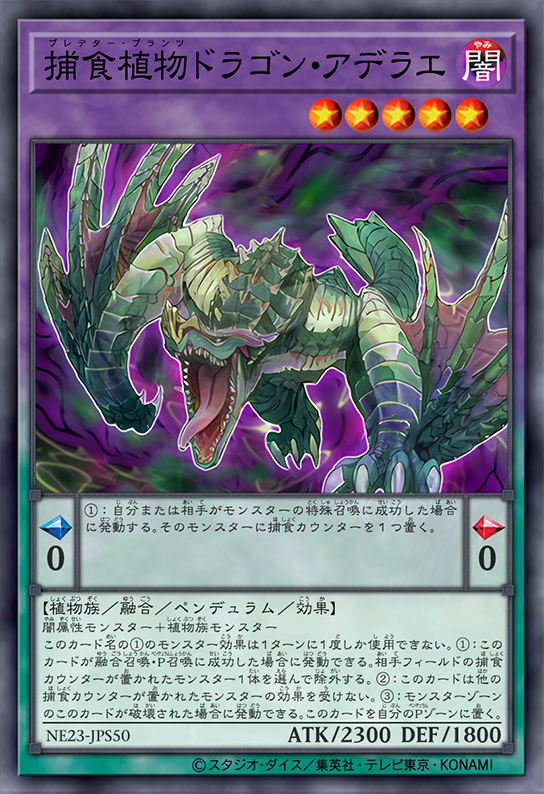 プレデター・プランツ
捕食植物ドラゴン・アデラエ
やみ
闇
①：自分または相手がモンスターの特殊召喚に成功した場合
に発動する。そのモンスターに捕食カウンターを１つ置く。
0
0
【植物族／融合／ペンデュラム／効果】
闇属性モンスター＋植物族モンスター
このカード名の①のモンスター効果は１ターンに１度しか使用できない。①：こ
のカードが融合召喚・P召喚に成功した場合に発動できる。相手フィールドの捕食
カウンターが置かれたモンスター１体を選んで除外する。②：このカードは他の
捕食カウンターが置かれたモンスターの効果を受けない。③：モンスターゾーン
のこのカードが破壊された場合に発動できる。このカードを自分のPゾーンに置く。
NE23-JPS50
ATK/2300 DEF/1800
©スタジオ・ダイス／集英社・テレビ東京・KONAMI